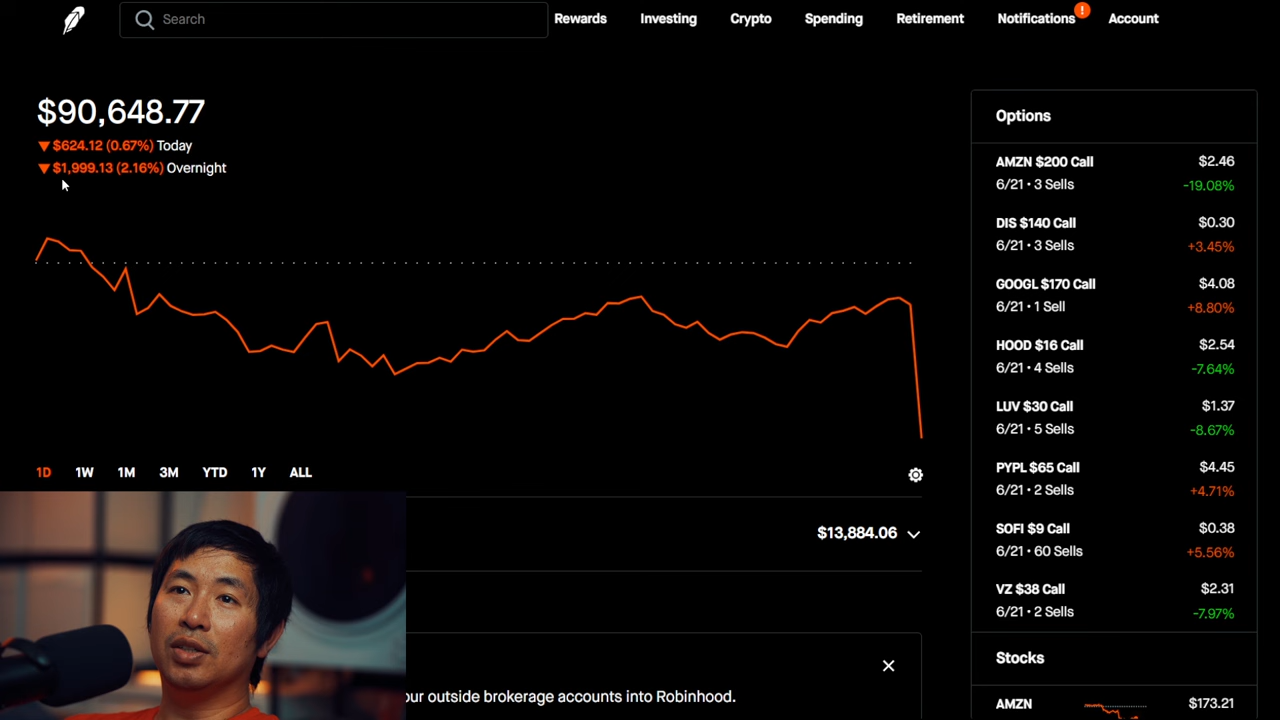 Search
Rewards
Investing
Crypto
Spending
Retirement
Notifications
!
Account
$90,648.77
▼ $624.12 (0.67%) Today
▼ $1,999.13 (2.16%) Overnight
1D
1W
1M
3M
YTD
1Y
ALL
$13,884.06
our outside brokerage accounts into Robinhood.
Options
AMZN $200 Call $2.46
6/21 • 3 Sells -19.08%
DIS $140 Call $0.30
6/21 • 3 Sells +3.45%
GOOGL $170 Call $4.08
6/21 • 1 Sell +8.80%
HOOD $16 Call $2.54
6/21 • 4 Sells -7.64%
LUV $30 Call $1.37
6/21 • 5 Sells -8.67%
PYPL $65 Call $4.45
6/21 • 2 Sells +4.71%
SOFI $9 Call $0.38
6/21 • 60 Sells +5.56%
VZ $38 Call $2.31
6/21 • 2 Sells -7.97%
Stocks
AMZN $173.21